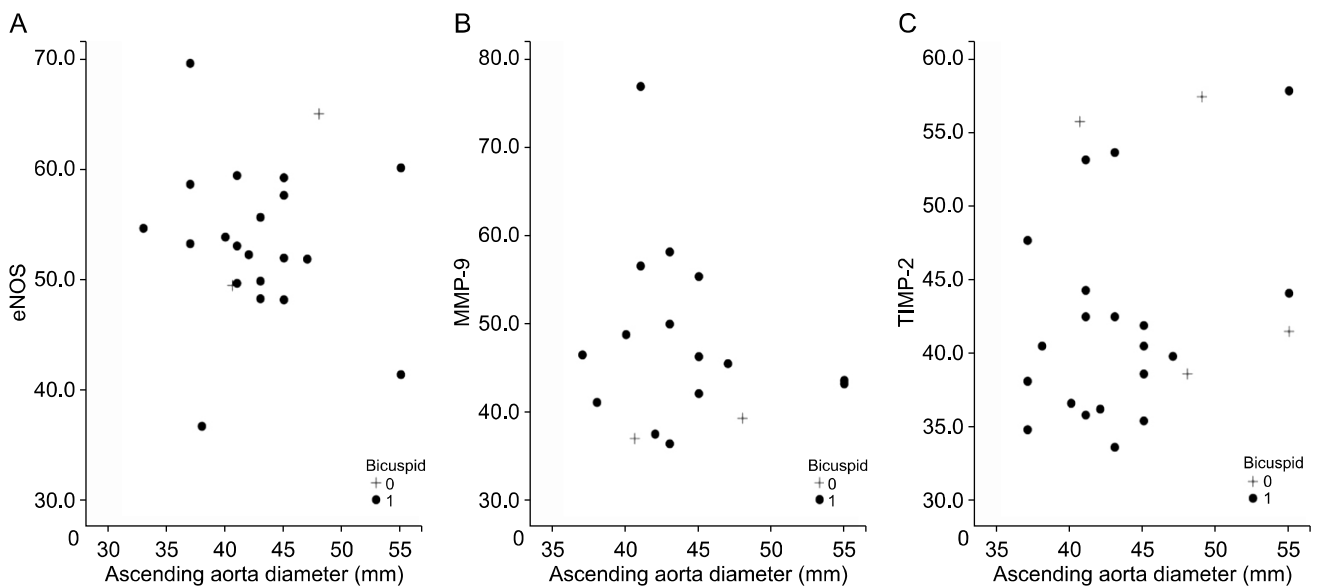 A
70.0
60.0
50.0
40.0
30.0
0
eNOS
30 35 40 45 50 55
Ascending aorta diameter (mm)
Bicuspid
0
1
B
80.0
70.0
60.0
50.0
40.0
30.0
0
MMP-9
35 40 45 50 55
Ascending aorta diameter (mm)
Bicuspid
0
1
C
60.0
55.0
50.0
45.0
40.0
35.0
30.0
0
TIMP-2
35 40 45 50 55
Ascending aorta diameter (mm)
Bicuspid
0
1